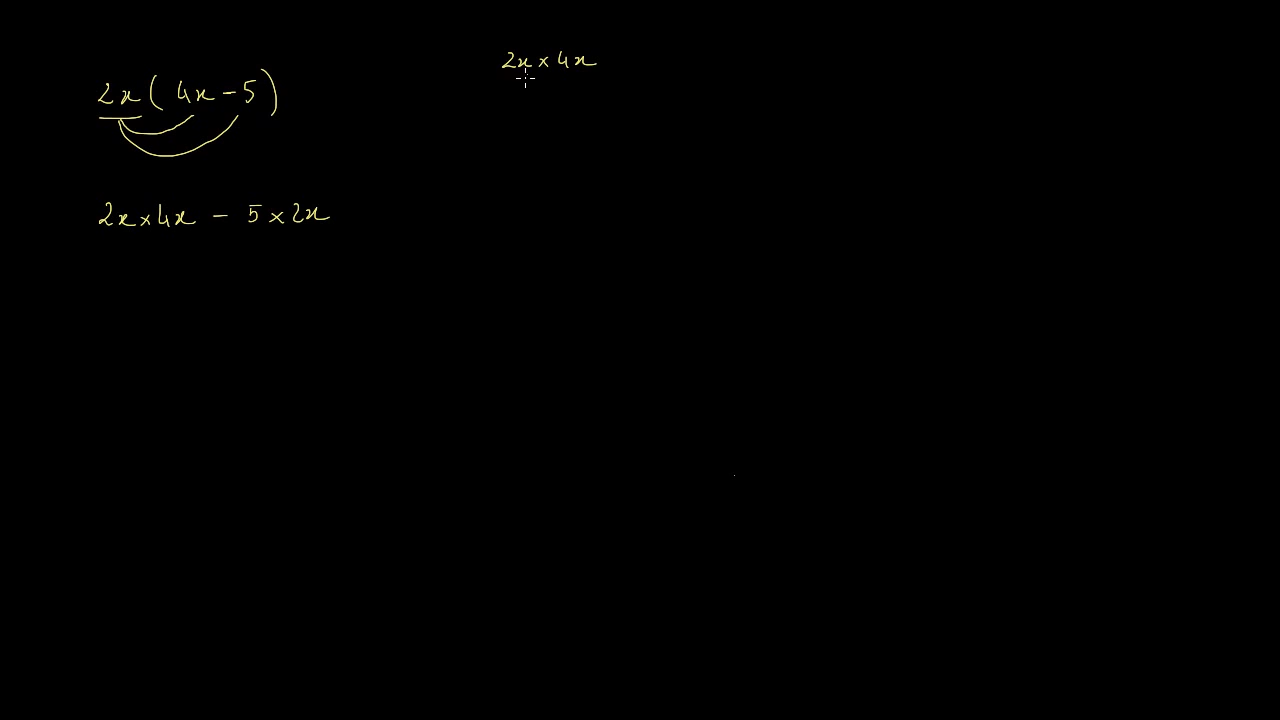 2x × 4x
2x ( 4x - 5 )
2x × 4x - 5 × 2x